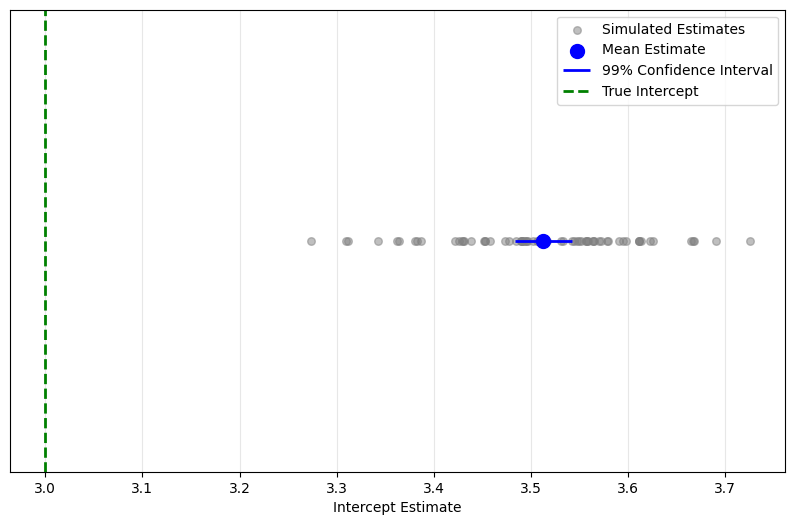 Simulated Estimates
Mean Estimate
99% Confidence Interval
True Intercept
3.0 3.1 3.2 3.3 3.4 3.5 3.6 3.7
Intercept Estimate